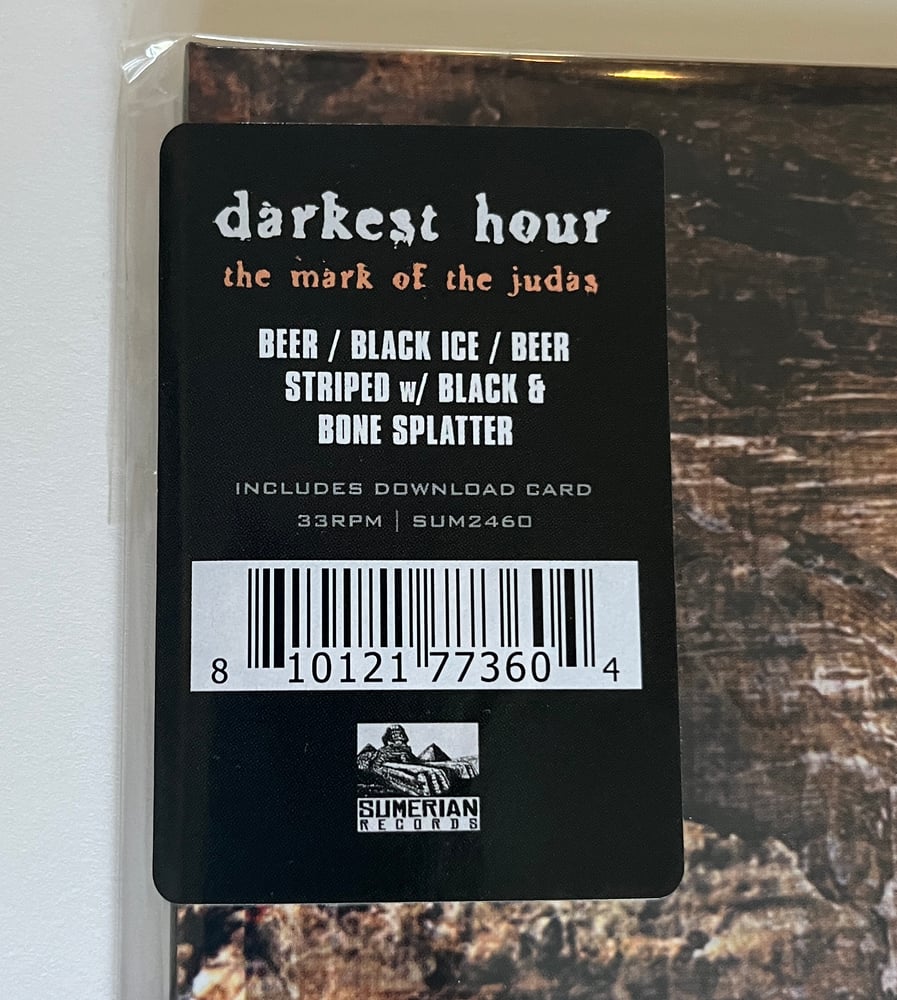 darkest hour
the mark of the judas
BEER / BLACK ICE / BEER
STRIPED w/ BLACK &
BONE SPLATTER
INCLUDES DOWNLOAD CARD
33RPM | SUM2460
8 10121 77360 4
SUMERIAN
RECORDS